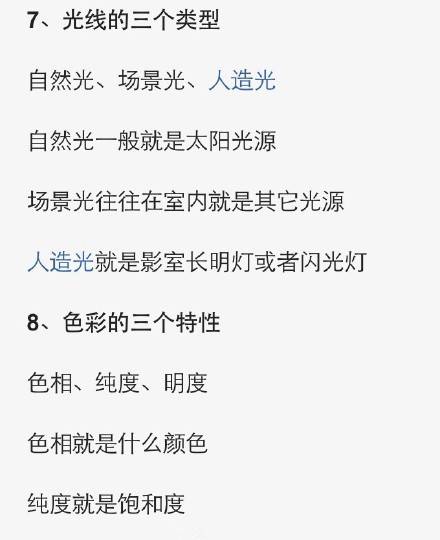 7、光线的三个类型
自然光、场景光、人造光
自然光一般就是太阳光源
场景光往往在室内就是其它光源
人造光就是影室长明灯或者闪光灯
8、色彩的三个特性
色相、纯度、明度
色相就是什么颜色
纯度就是饱和度